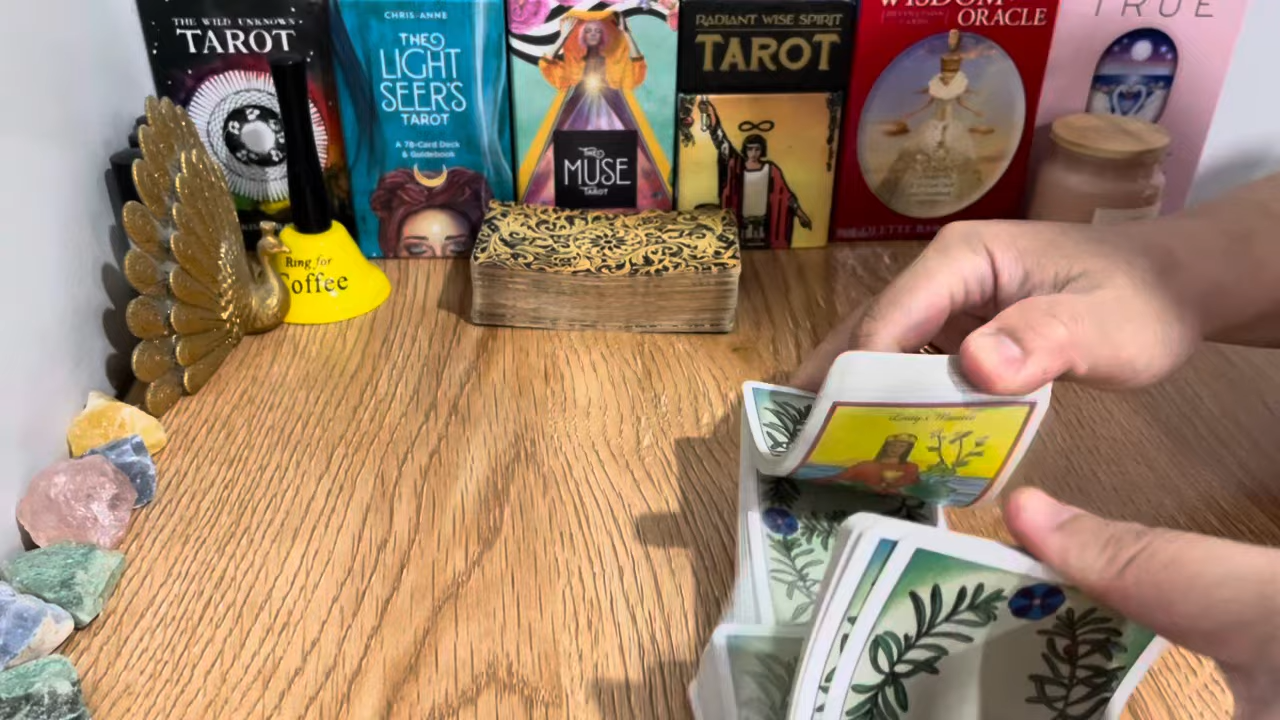 THE WILD UNKNOWN
TAROT
CHRIS-ANNE
THE
LIGHT
SEER'S
TAROT
A 78-Card Deck
& Guidebook
THE
MUSE
TAROT
RADIANT WISE SPIRIT
TAROT
WISDOM
ORACLE
TRUE
Ring for
Coffee